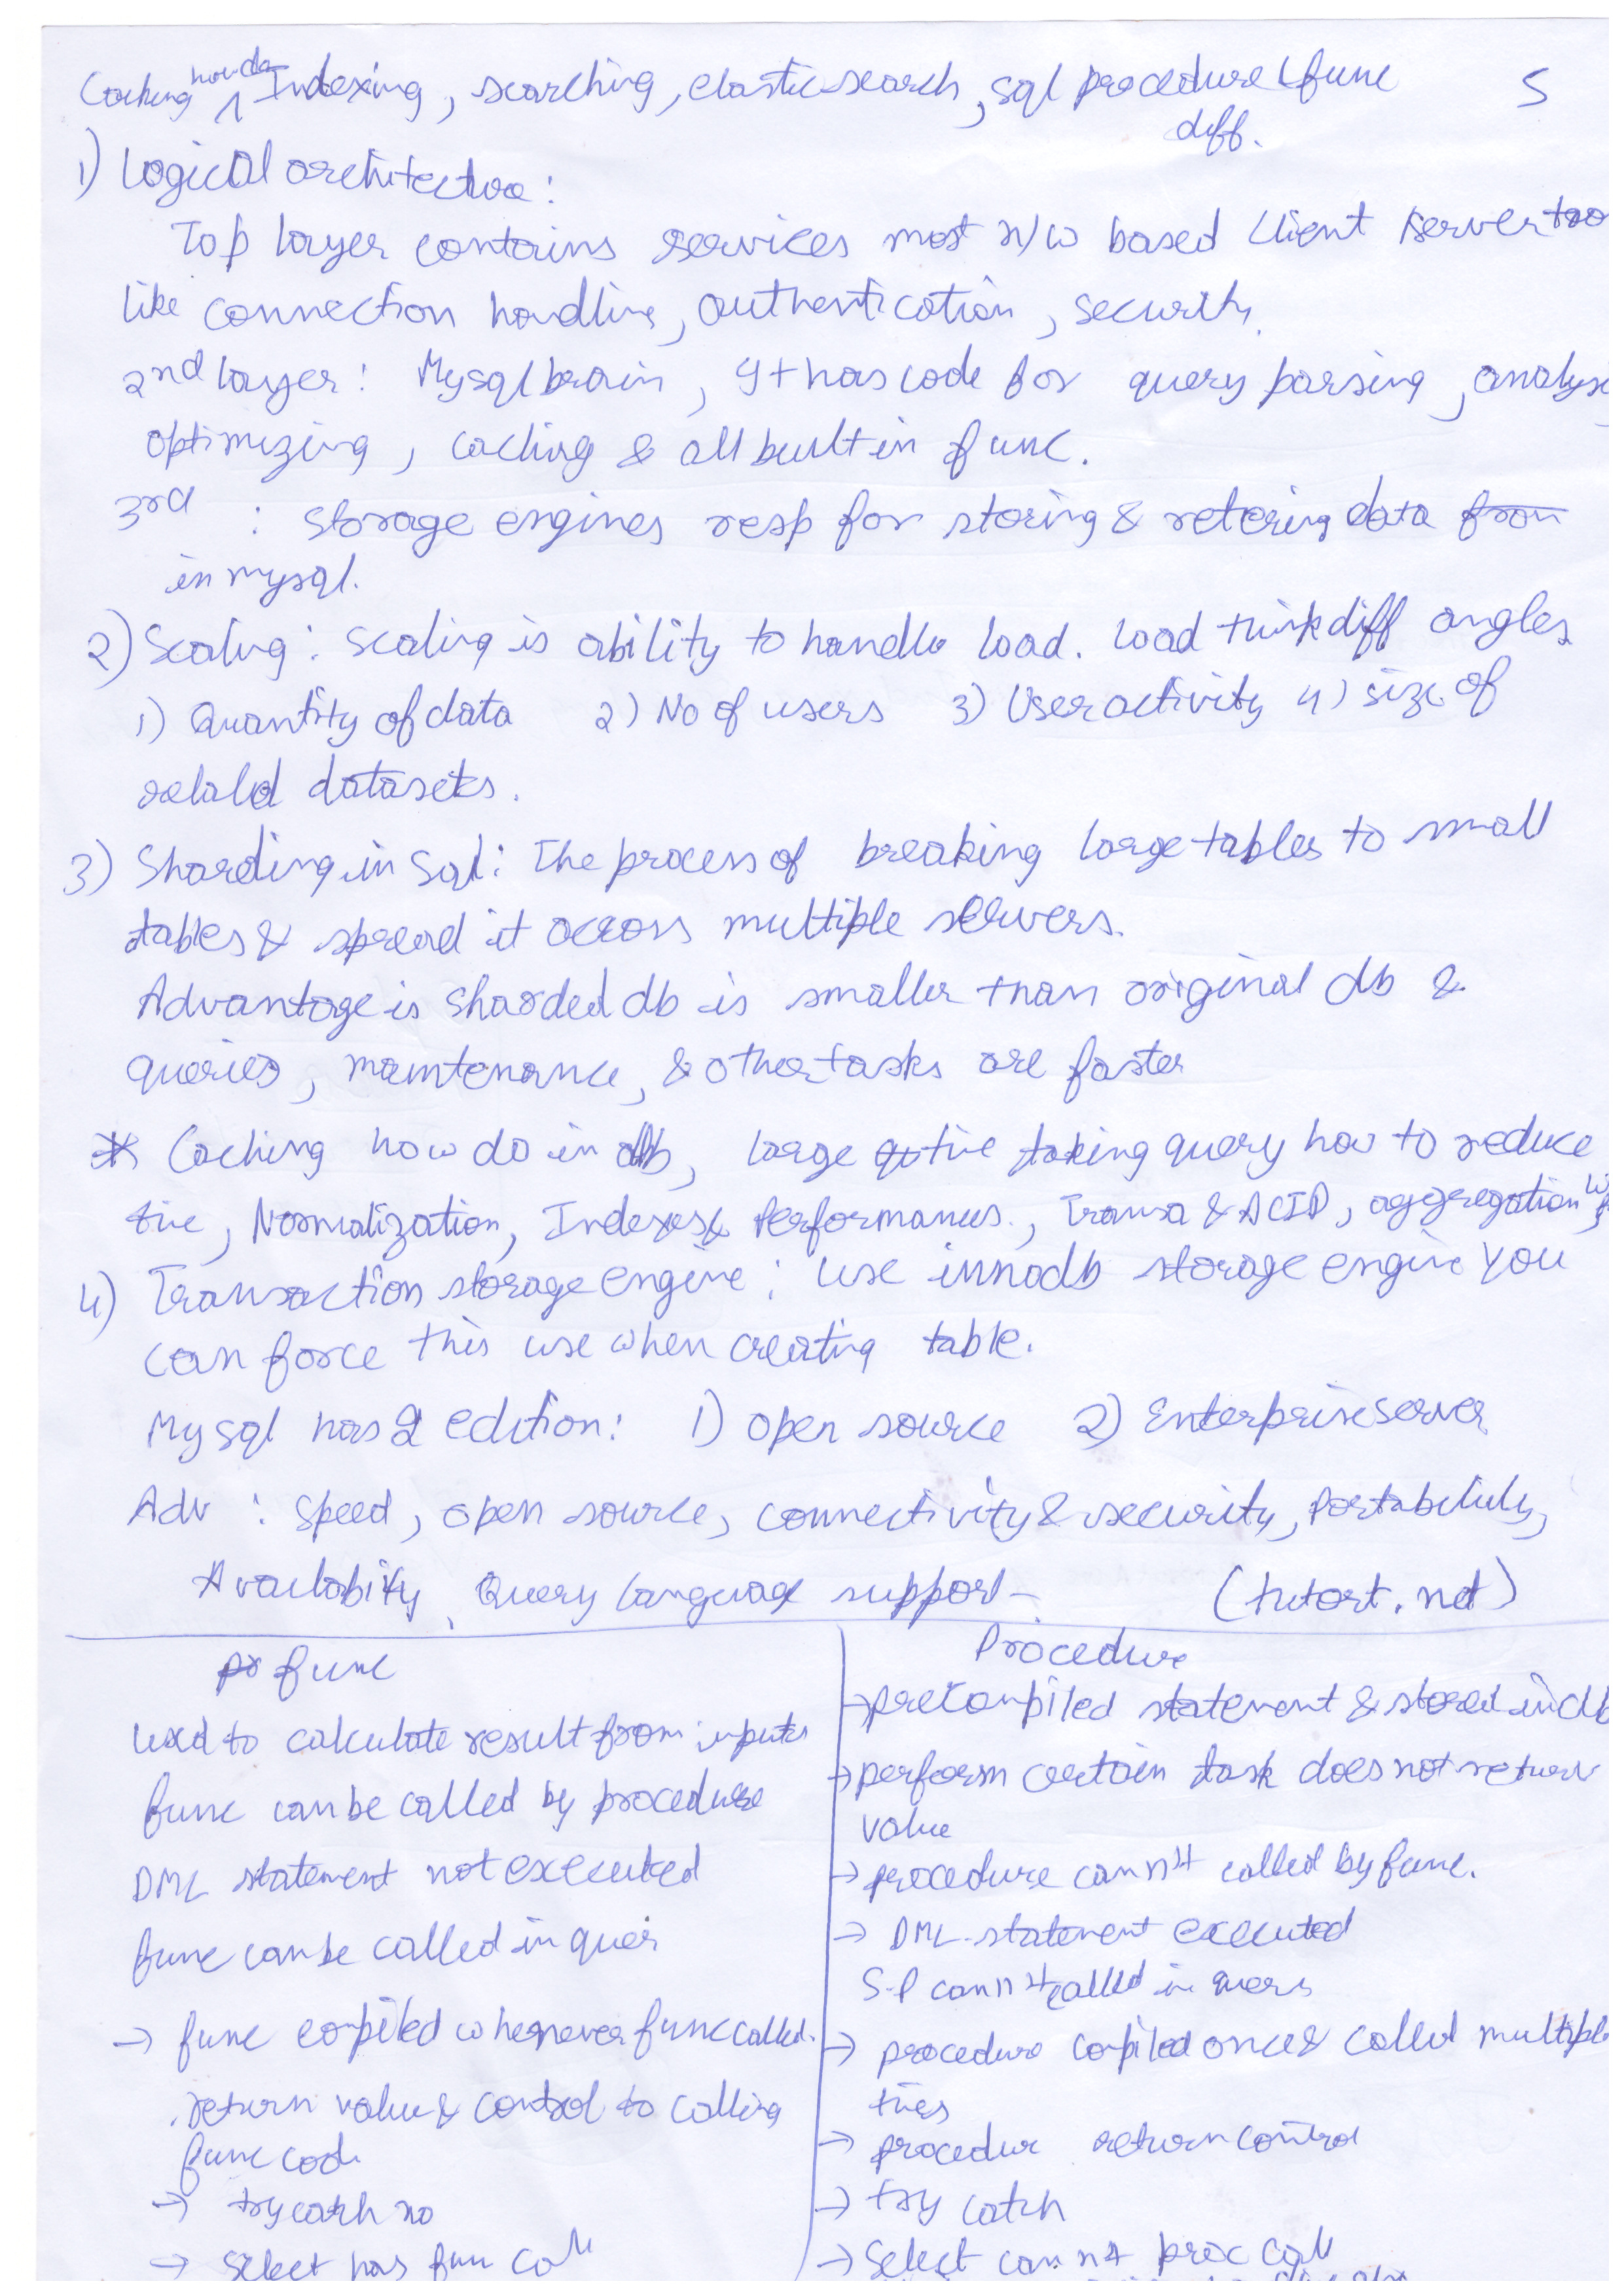 Caching how do Indexing, searching, elastic search, sql procedure & func 5
diff.
1) Logical architecture:
Top layer contains services most n/w based client server too
like connection handling, authentication, security.
2nd layer: Mysql brain, It has code for query parsing, analys
optimizing, caching & all built in func.
3rd : storage engines resp for storing & retering data from
in mysql.
2) Scaling: scaling is ability to handle load. load think diff angles
1) Quantity of data 2) No of users 3) User activity 4) size of
related datasets.
3) Sharding in Sql: The process of breaking large tables to small
tables & spread it across multiple servers.
Advantage is sharded db is smaller than original db &
queries, maintenance, & other tasks are faster
* Caching how do in db, large time taking query how to reduce
time, Normalization, Indexes & Performances., Transa & ACID, aggregation
4) Transaction storage engine: use innodb storage engine you
can force this use when creating table.
Mysql has 2 edition: 1) open source 2) Enterprise server
Adv : speed, open source, connectivity & security, Portability,
Availability, Query language support. (tutort.net)
func
used to calculate result from inputs
func can be called by procedure
DML statement not executed
func can be called in queri
→ func compiled whenever func called.
return value & control to calling
func code
→ try catch no
→ Select has func call
Procedure
→ precompiled statement & stored in db
→ perform certain task does not return
value
→ procedure cannot called by func.
→ DML statement executed
S.P cannot called in quers
→ procedure compiled once & called multiple
times
→ procedur return control
→ try catch
→ Select cannot proc call